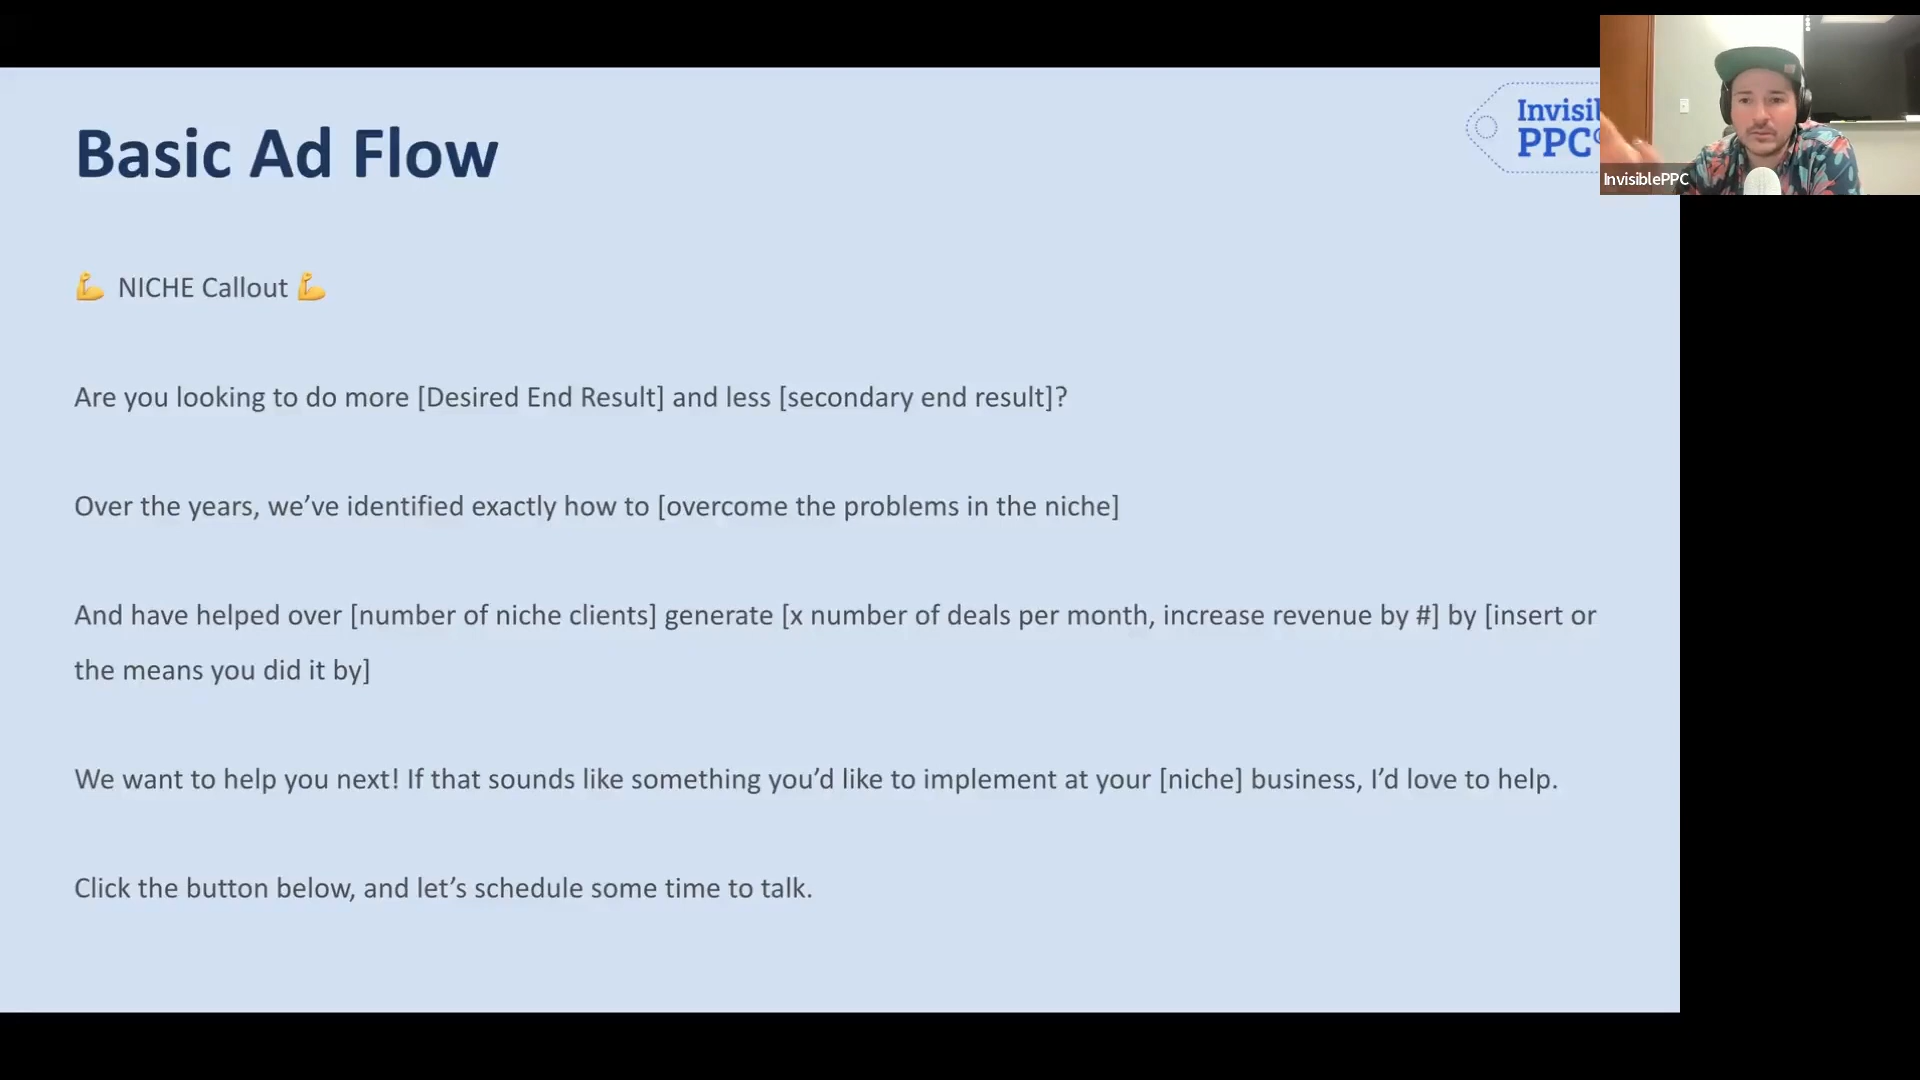 Basic Ad Flow
Invisi
PPC
InvisiblePPC
💪 NICHE Callout 💪
Are you looking to do more [Desired End Result] and less [secondary end result]?
Over the years, we’ve identified exactly how to [overcome the problems in the niche]
And have helped over [number of niche clients] generate [x number of deals per month, increase revenue by #] by [insert or
the means you did it by]
We want to help you next! If that sounds like something you’d like to implement at your [niche] business, I’d love to help.
Click the button below, and let’s schedule some time to talk.